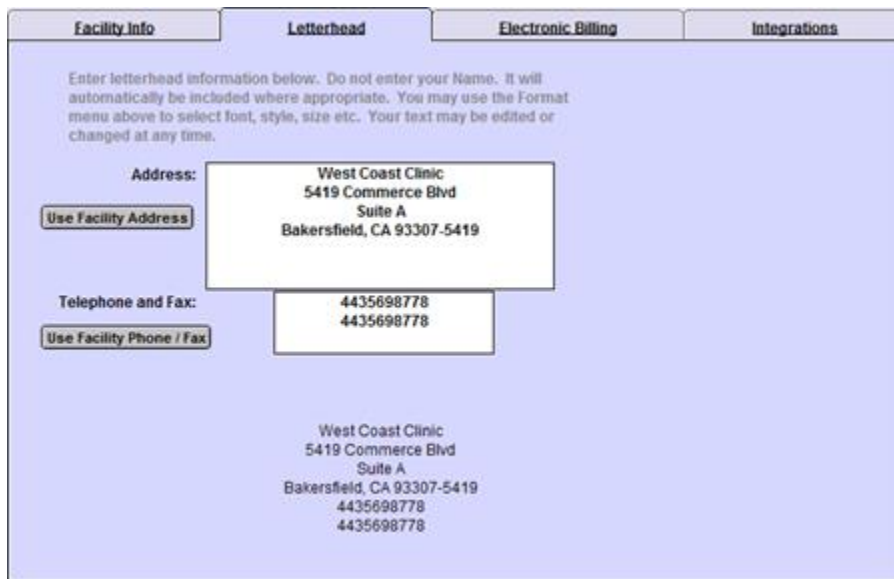 Facility Info Letterhead Electronic Billing Integrations
Enter letterhead information below. Do not enter your Name. It will
automatically be included where appropriate. You may use the Format
menu above to select font, style, size etc. Your text may be edited or
changed at any time.
Address:
West Coast Clinic
5419 Commerce Blvd
Suite A
Bakersfield, CA 93307-5419
Use Facility Address
Telephone and Fax:
4435698778
4435698778
Use Facility Phone / Fax
West Coast Clinic
5419 Commerce Blvd
Suite A
Bakersfield, CA 93307-5419
4435698778
4435698778